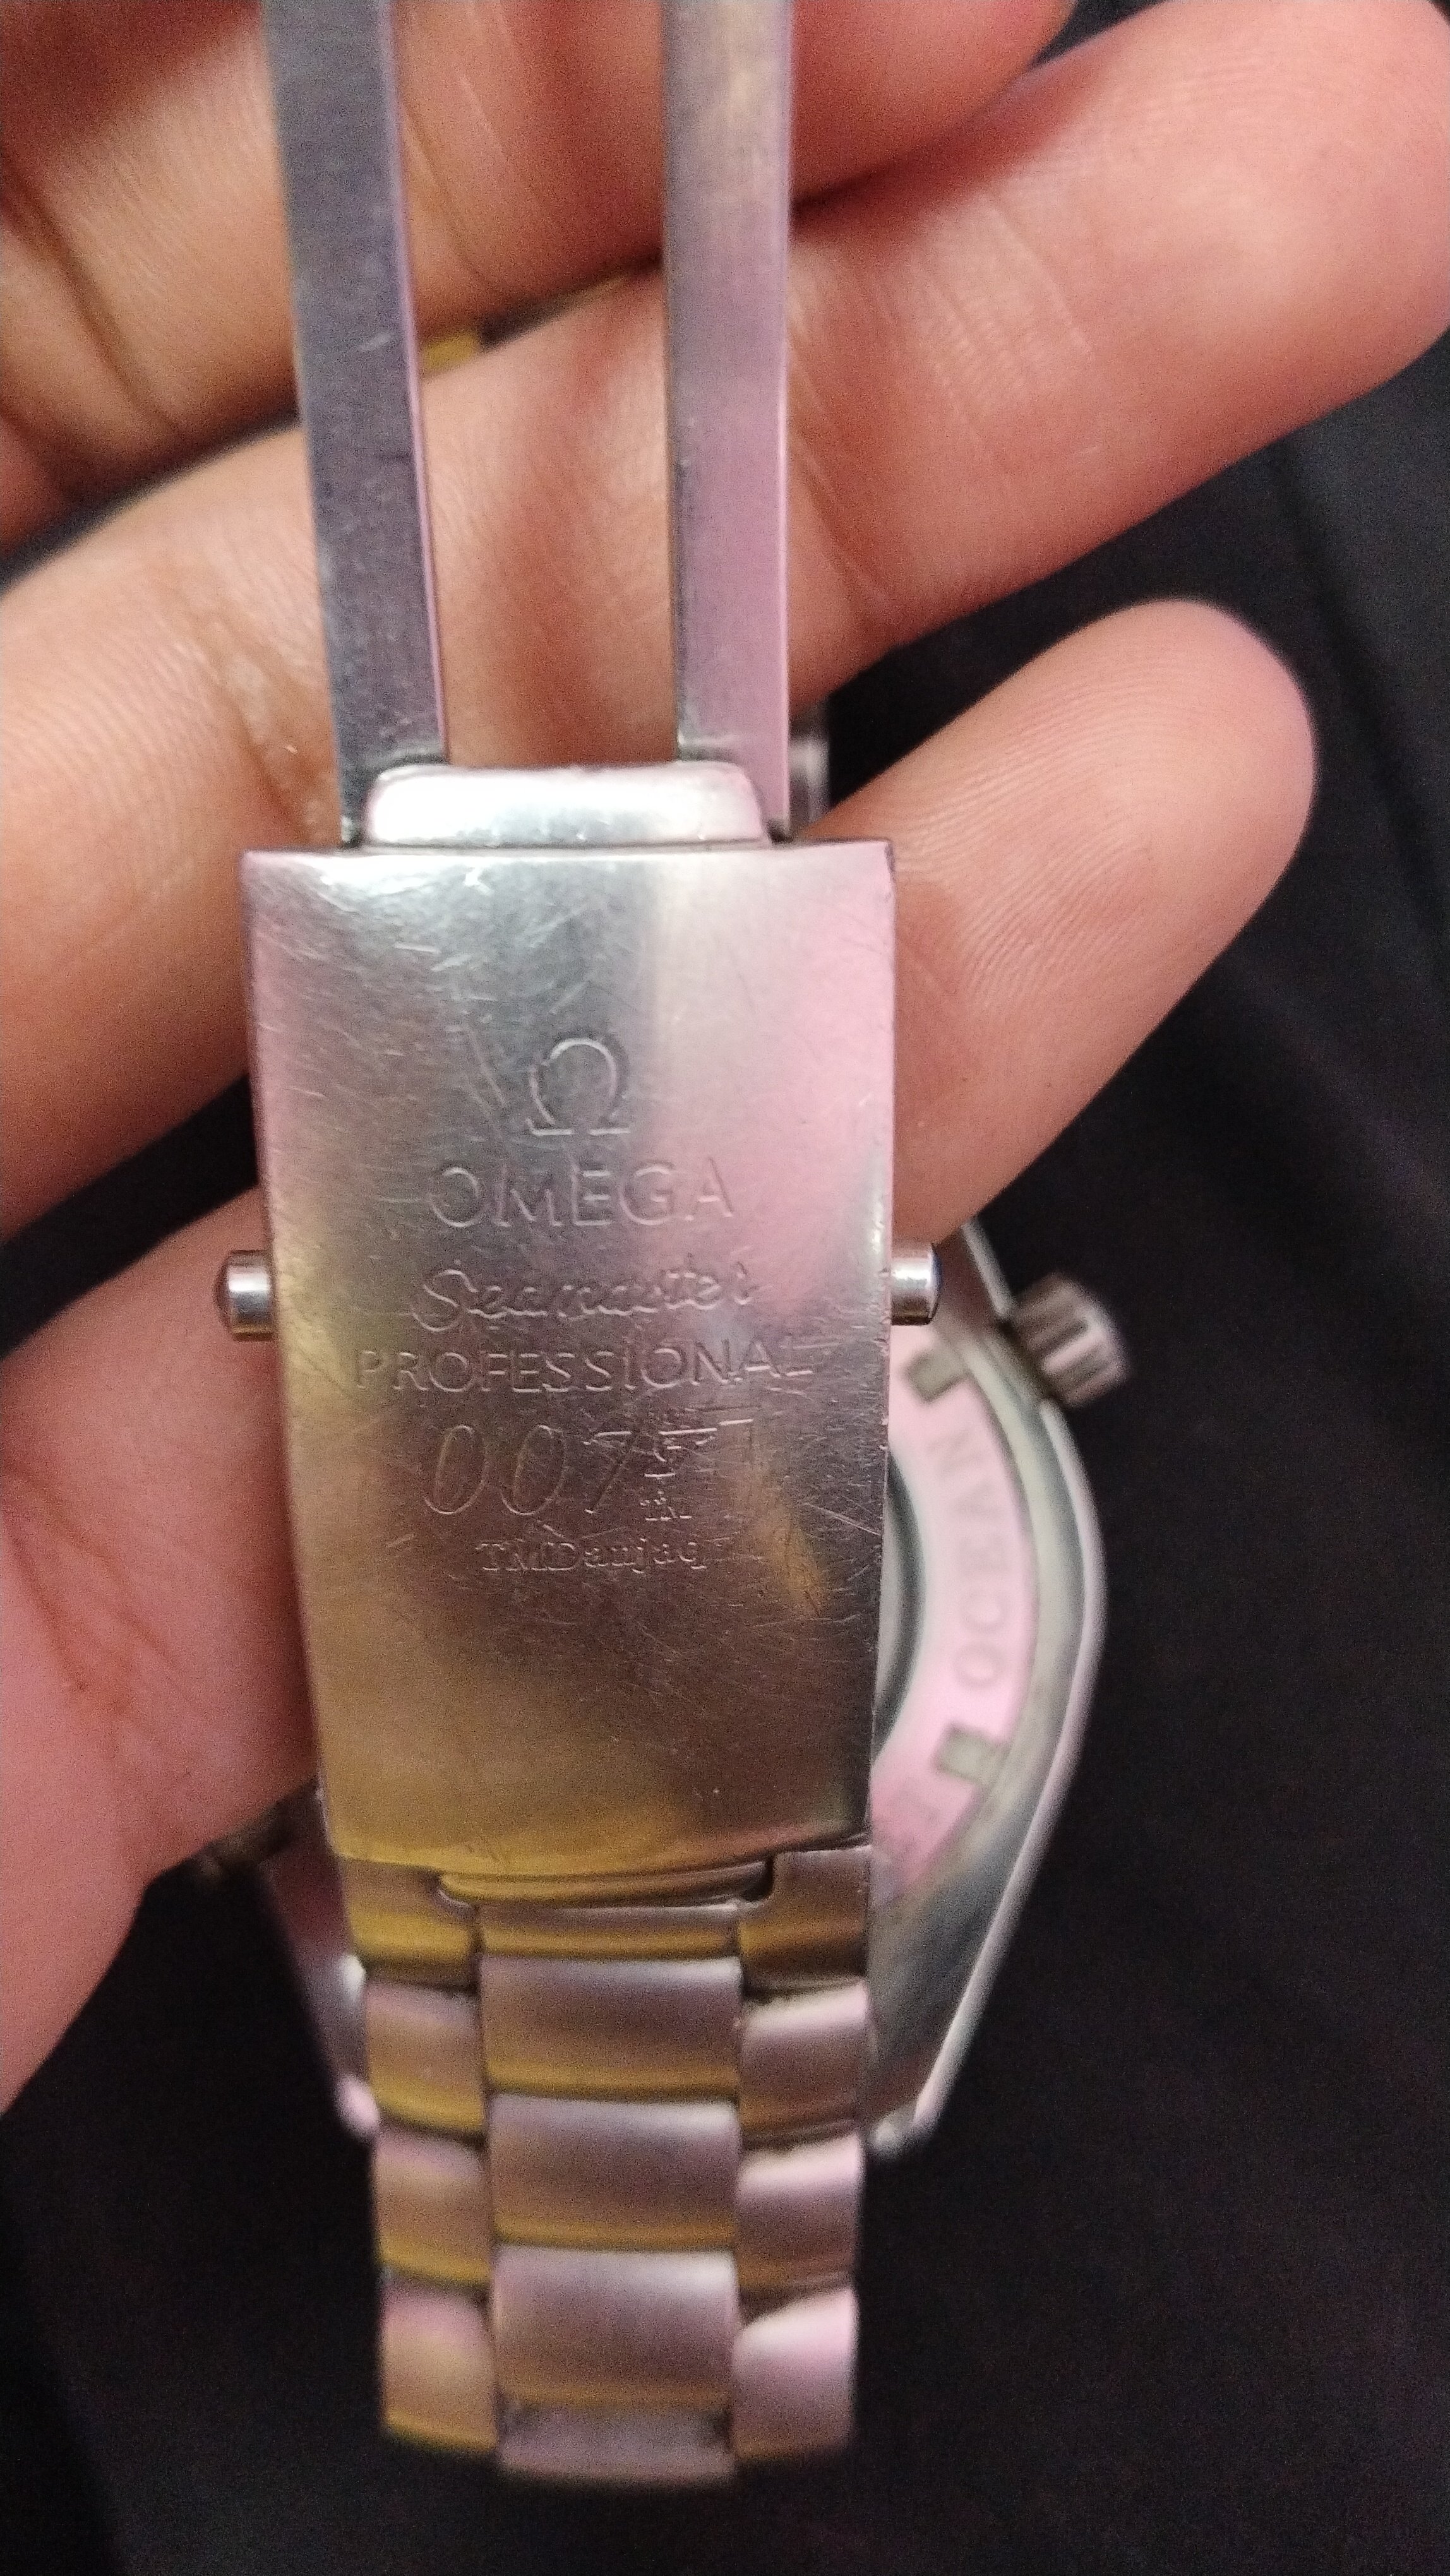 Ω
OMEGA
Seamaster
PROFESSIONAL
007
TM Danjaq
OCEAN